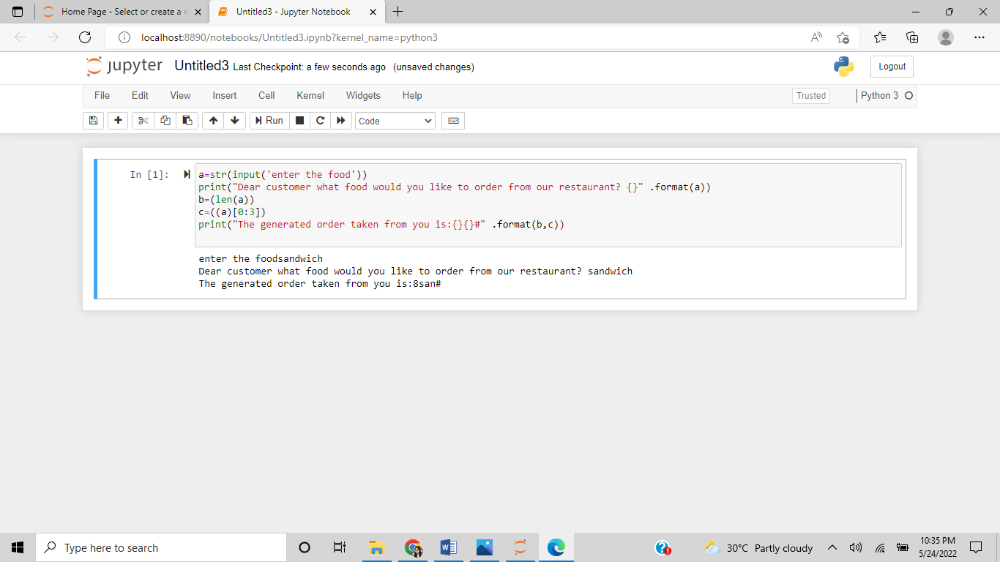 Home Page - Select or create a n
Untitled3 - Jupyter Notebook
localhost:8890/notebooks/Untitled3.ipynb?kernel_name=python3
jupyter Untitled3 Last Checkpoint: a few seconds ago (unsaved changes)
Logout
File Edit View Insert Cell Kernel Widgets Help
Trusted
Python 3
Run
Code
In [1]:
a=str(input('enter the food'))
print("Dear customer what food would you like to order from our restaurant? {}" .format(a))
b=(len(a))
c=((a)[0:3])
print("The generated order taken from you is:{}{}#" .format(b,c))
enter the foodsandwich
Dear customer what food would you like to order from our restaurant? sandwich
The generated order taken from you is:8san#
Type here to search
30°C Partly cloudy
10:35 PM
5/24/2022